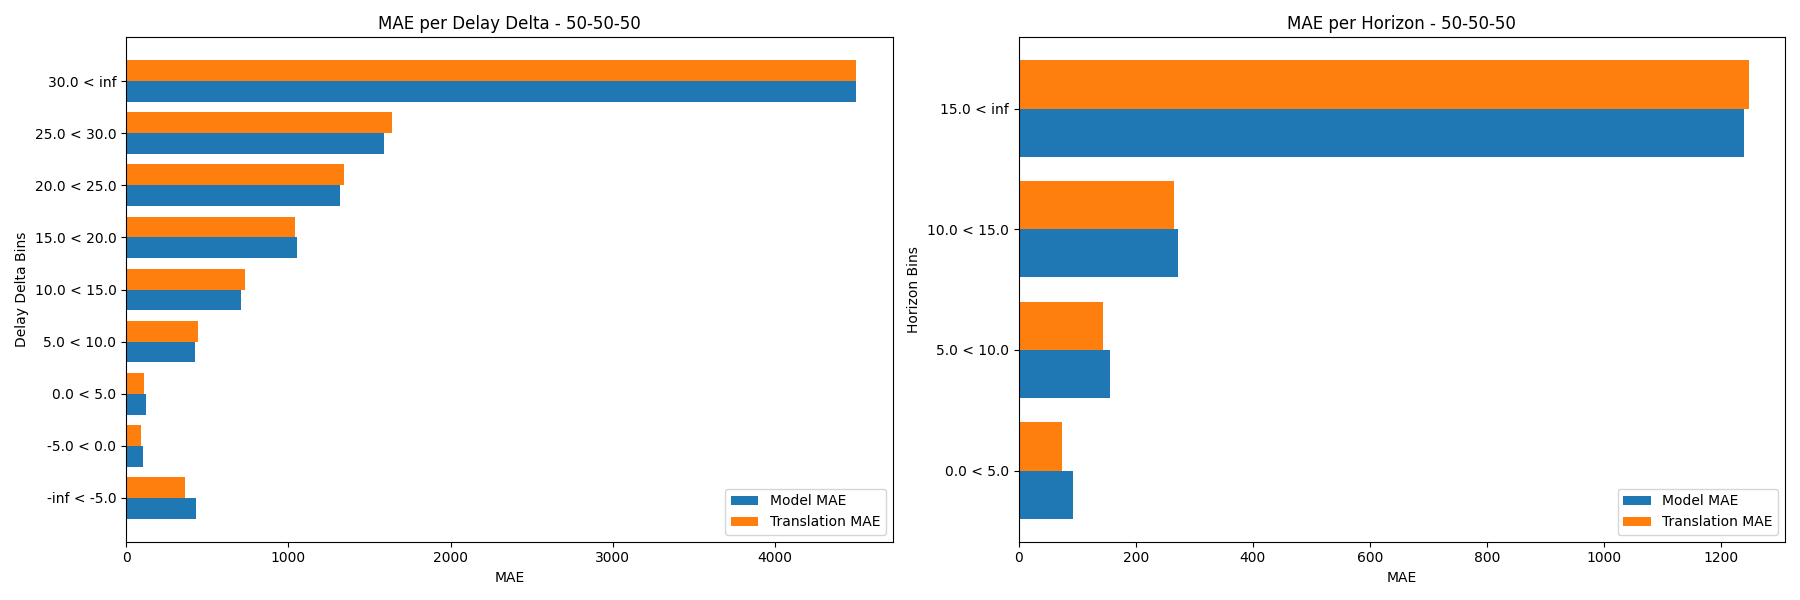 MAE per Delay Delta - 50-50-50
Delay Delta Bins
30.0 < inf
25.0 < 30.0
20.0 < 25.0
15.0 < 20.0
10.0 < 15.0
5.0 < 10.0
0.0 < 5.0
-5.0 < 0.0
-inf < -5.0
0 1000 2000 3000 4000
MAE
Model MAE
Translation MAE
MAE per Horizon - 50-50-50
Horizon Bins
15.0 < inf
10.0 < 15.0
5.0 < 10.0
0.0 < 5.0
0 200 400 600 800 1000 1200
MAE
Model MAE
Translation MAE